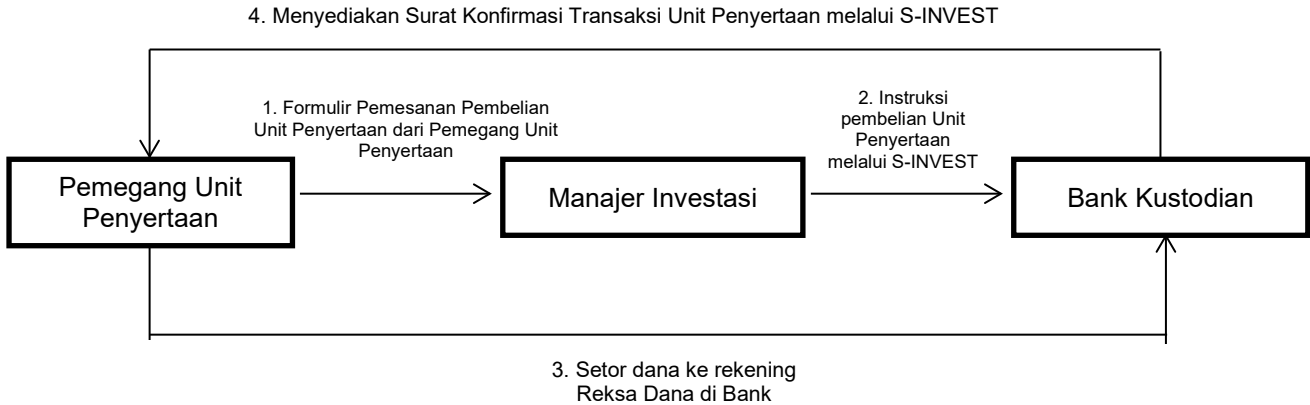 4. Menyediakan Surat Konfirmasi Transaksi Unit Penyertaan melalui S-INVEST
1. Formulir Pemesanan Pembelian
Unit Penyertaan dari Pemegang Unit
Penyertaan
2. Instruksi
pembelian Unit
Penyertaan
melalui S-INVEST
Pemegang Unit
Penyertaan
Manajer Investasi
Bank Kustodian
3. Setor dana ke rekening
Reksa Dana di Bank